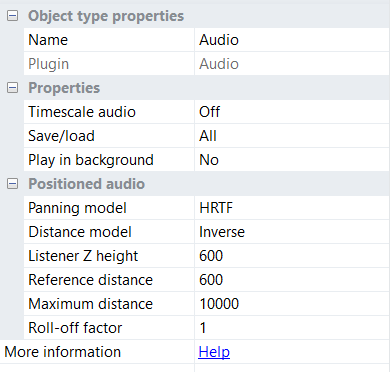 Object type properties
Name Audio
Plugin Audio
Properties
Timescale audio Off
Save/load All
Play in background No
Positioned audio
Panning model HRTF
Distance model Inverse
Listener Z height 600
Reference distance 600
Maximum distance 10000
Roll-off factor 1
More information Help